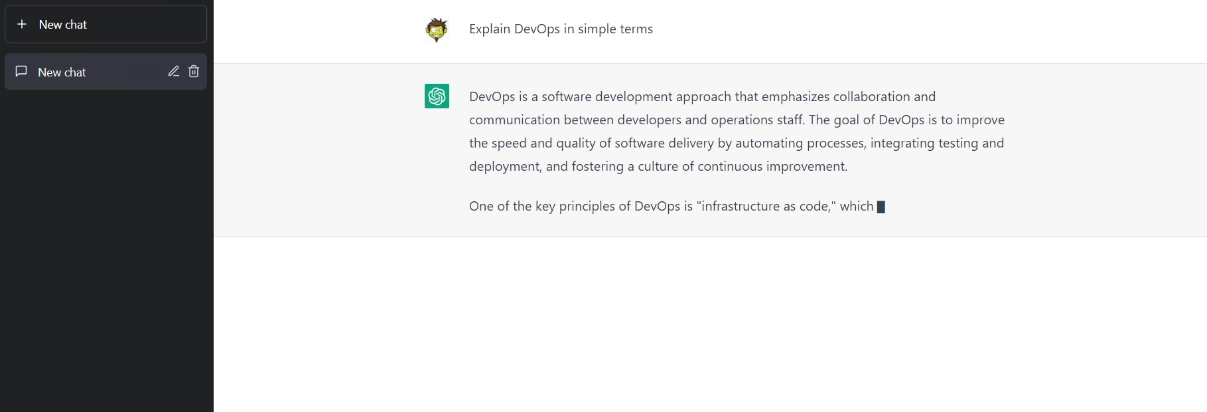 New chat
New chat
Explain DevOps in simple terms
DevOps is a software development approach that emphasizes collaboration and
communication between developers and operations staff. The goal of DevOps is to improve
the speed and quality of software delivery by automating processes, integrating testing and
deployment, and fostering a culture of continuous improvement.
One of the key principles of DevOps is "infrastructure as code," which